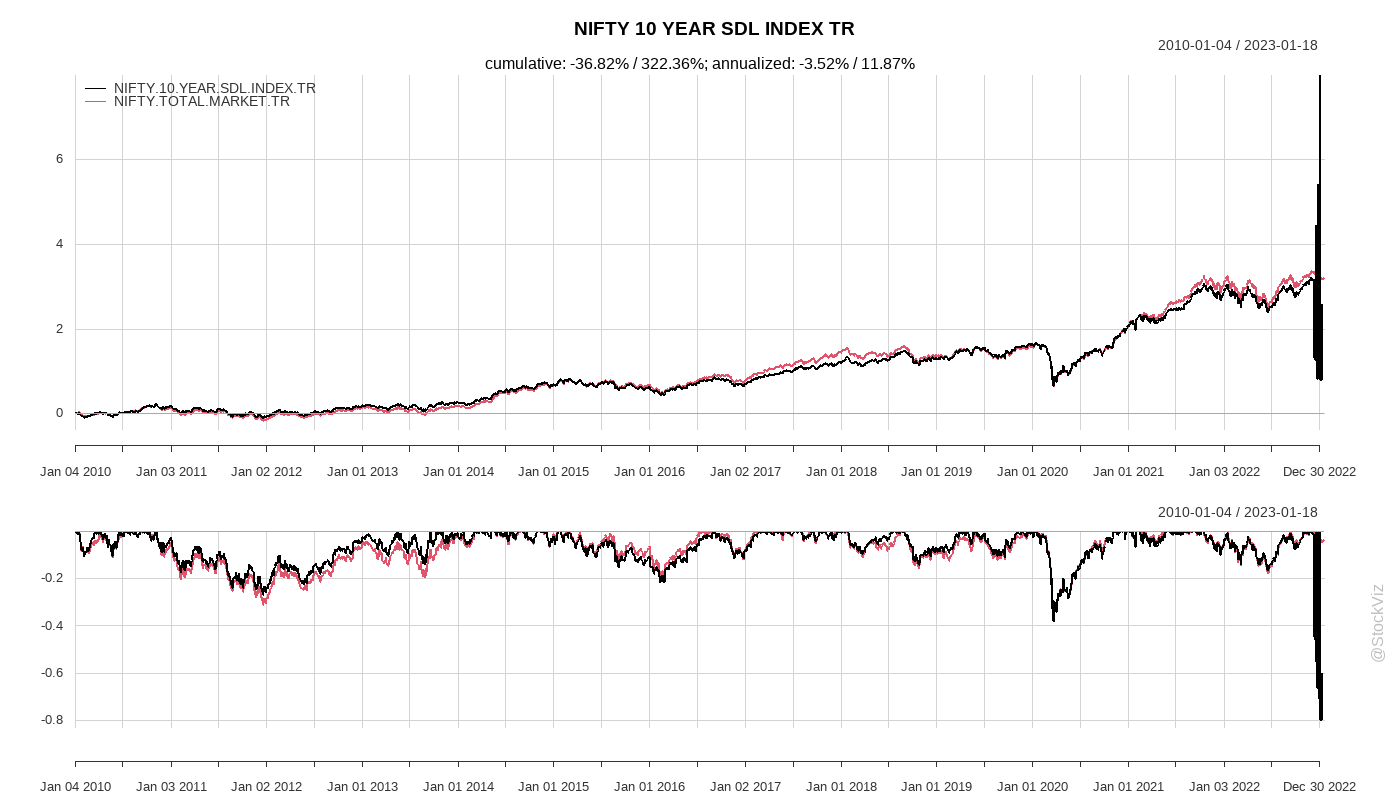 NIFTY 10 YEAR SDL INDEX TR
2010-01-04 / 2023-01-18
cumulative: -36.82% / 322.36%; annualized: -3.52% / 11.87%
NIFTY.10.YEAR.SDL.INDEX.TR
NIFTY.TOTAL.MARKET.TR
6
4
2
0
Jan 04 2010 Jan 03 2011 Jan 02 2012 Jan 01 2013 Jan 01 2014 Jan 01 2015 Jan 01 2016 Jan 02 2017 Jan 01 2018 Jan 01 2019 Jan 01 2020 Jan 01 2021 Jan 03 2022 Dec 30 2022
2010-01-04 / 2023-01-18
-0.2
-0.4
-0.6
-0.8
Jan 04 2010 Jan 03 2011 Jan 02 2012 Jan 01 2013 Jan 01 2014 Jan 01 2015 Jan 01 2016 Jan 02 2017 Jan 01 2018 Jan 01 2019 Jan 01 2020 Jan 01 2021 Jan 03 2022 Dec 30 2022
@StockViz